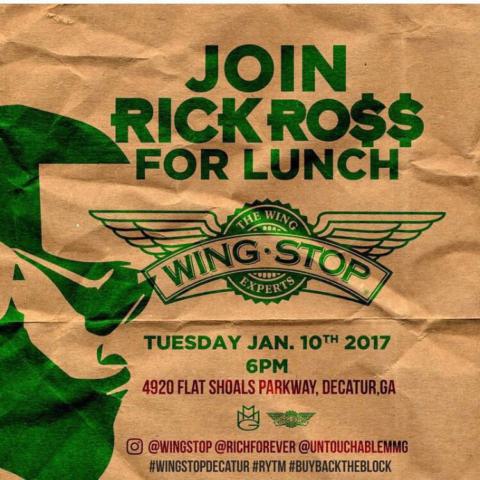 JOIN
RICK RO$$
FOR LUNCH
THE WING
WING·STOP
EXPERTS
TUESDAY JAN. 10TH 2017
6PM
4920 FLAT SHOALS PARKWAY, DECATUR,GA
MMG
@WINGSTOP @RICHFOREVER @UNTOUCHABLEMMG
#WINGSTOPDECATUR #RYTM #BUYBACKTHEBLOCK